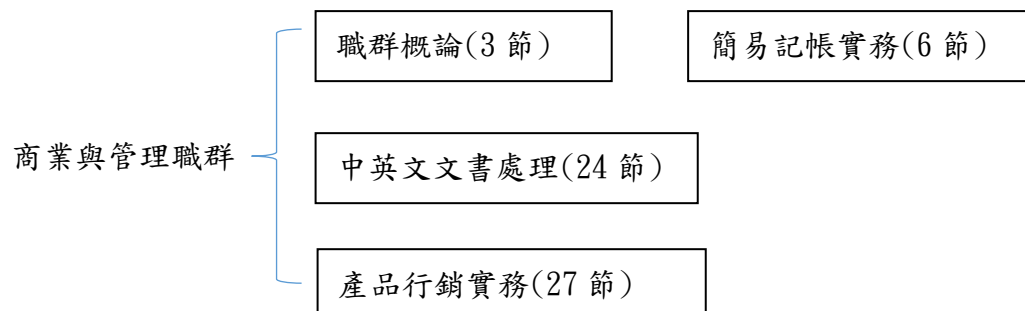 職群概論(3 節)
簡易記帳實務(6 節)
商業與管理職群
中英文文書處理(24 節)
產品行銷實務(27 節)